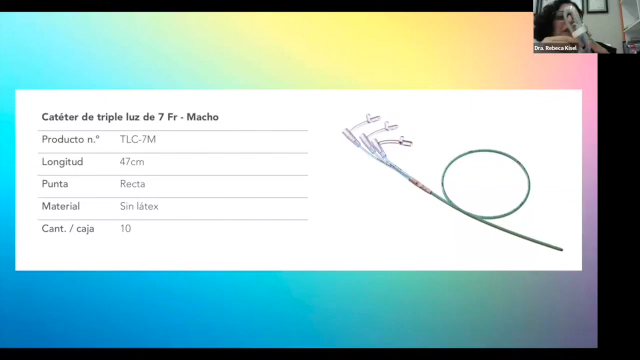 Dra. Rebeca Kisel
Catéter de triple luz de 7 Fr - Macho
Producto n.º TLC-7M
Longitud 47cm
Punta Recta
Material Sin látex
Cant. / caja 10